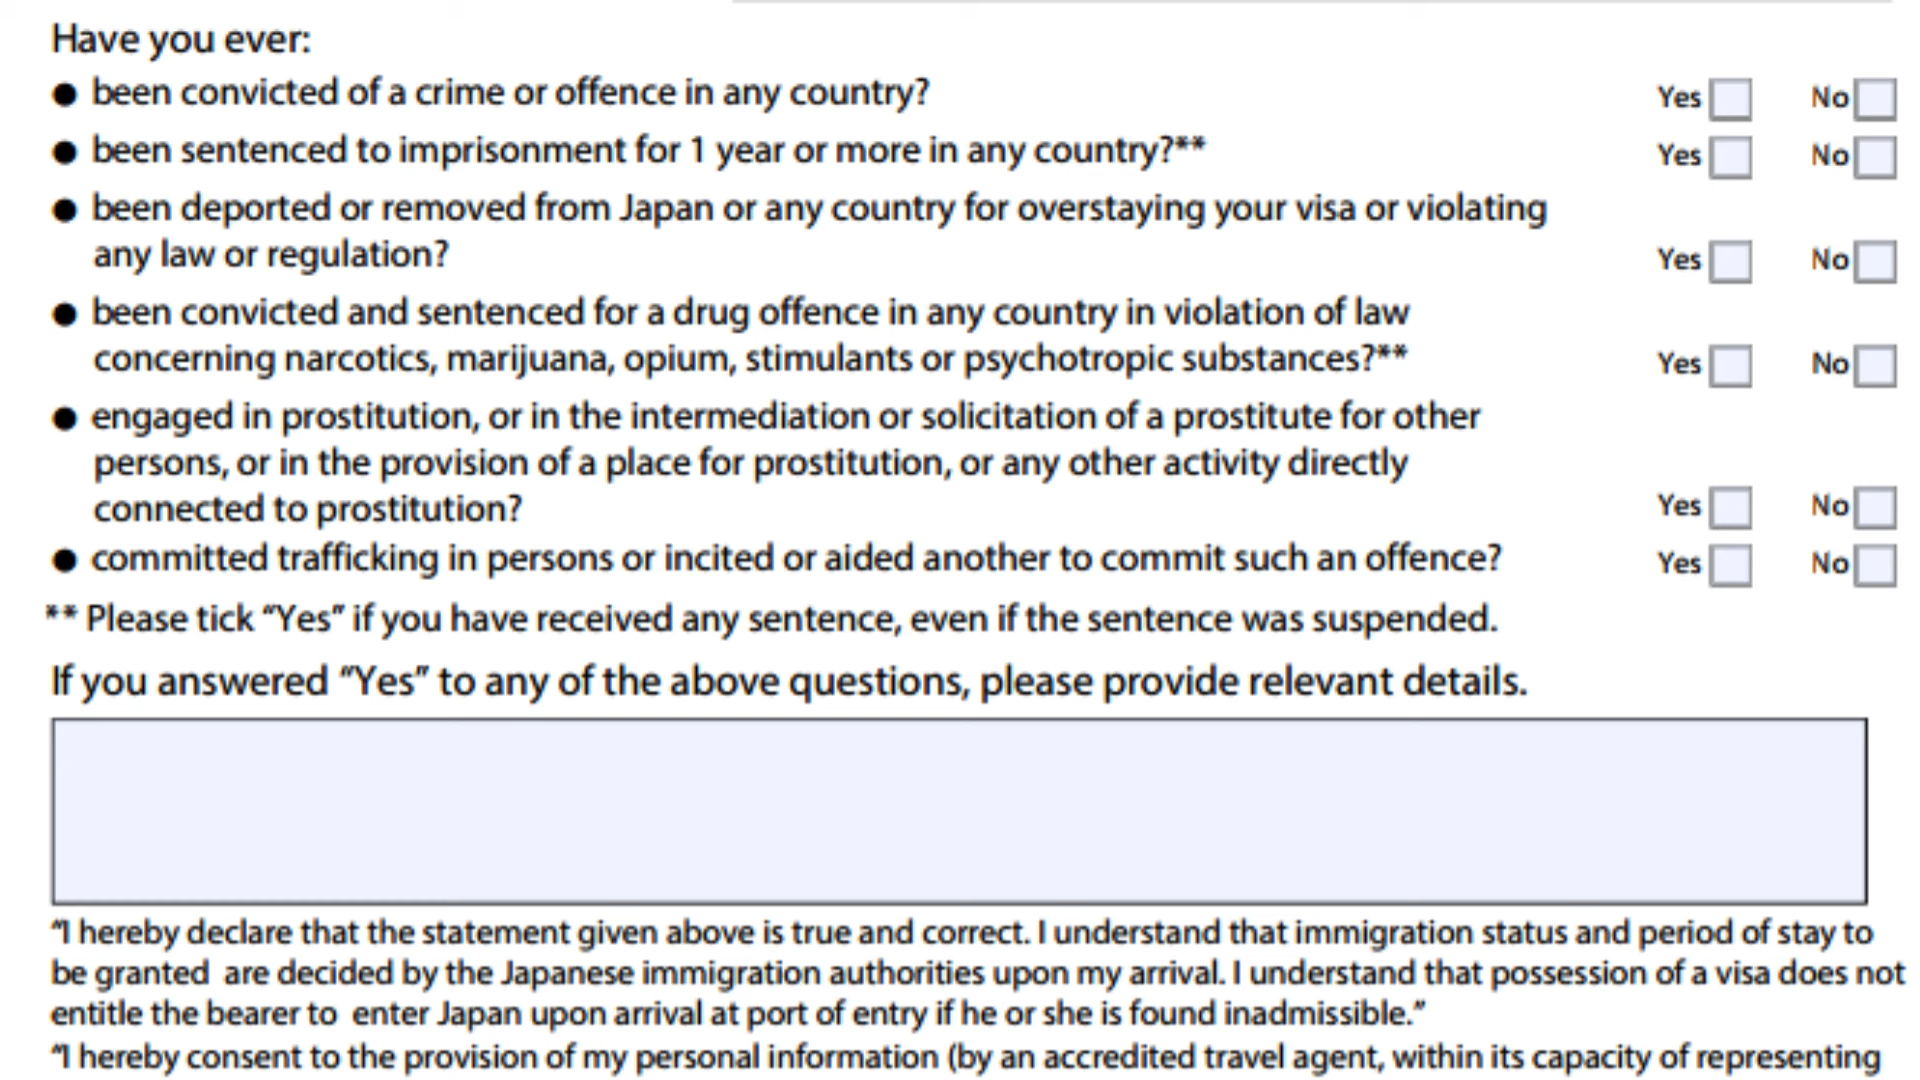 Have you ever:
● been convicted of a crime or offence in any country? Yes No
● been sentenced to imprisonment for 1 year or more in any country?** Yes No
● been deported or removed from Japan or any country for overstaying your visa or violating
any law or regulation? Yes No
● been convicted and sentenced for a drug offence in any country in violation of law
concerning narcotics, marijuana, opium, stimulants or psychotropic substances?** Yes No
● engaged in prostitution, or in the intermediation or solicitation of a prostitute for other
persons, or in the provision of a place for prostitution, or any other activity directly
connected to prostitution? Yes No
● committed trafficking in persons or incited or aided another to commit such an offence? Yes No
** Please tick “Yes” if you have received any sentence, even if the sentence was suspended.
If you answered “Yes” to any of the above questions, please provide relevant details.
“I hereby declare that the statement given above is true and correct. I understand that immigration status and period of stay to
be granted are decided by the Japanese immigration authorities upon my arrival. I understand that possession of a visa does not
entitle the bearer to enter Japan upon arrival at port of entry if he or she is found inadmissible.”
“I hereby consent to the provision of my personal information (by an accredited travel agent, within its capacity of representing